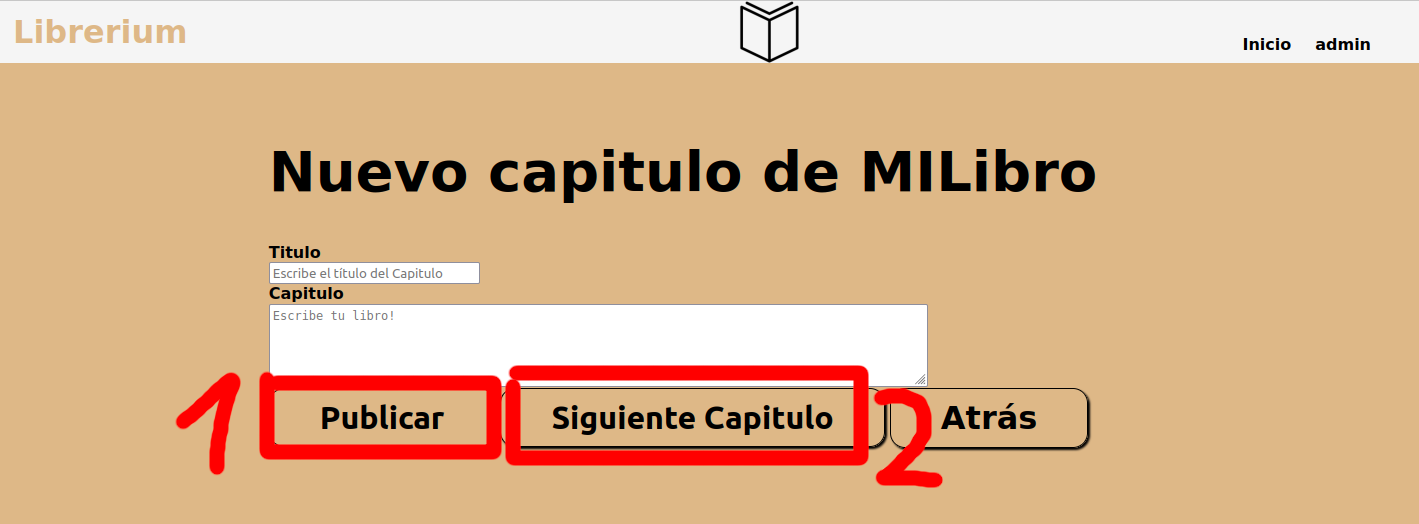 Librerium
Inicio admin
Nuevo capitulo de MILibro
Titulo
Escribe el título del Capitulo
Capitulo
Escribe tu libro!
1 Publicar Siguiente Capitulo 2 Atrás